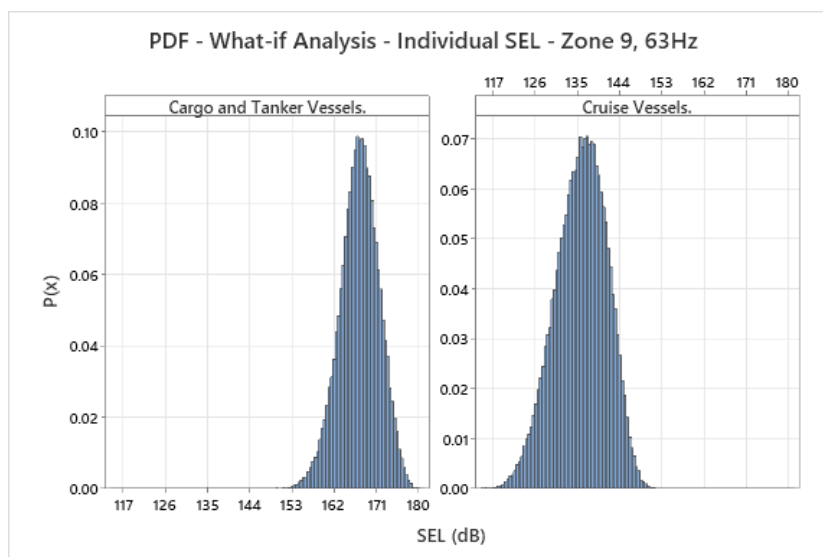 PDF - What-if Analysis - Individual SEL - Zone 9, 63Hz
117 126 135 144 153 162 171 180
Cargo and Tanker Vessels. Cruise Vessels.
0.10
0.08
0.06
0.04
0.02
0.00
P(x)
0.07
0.06
0.05
0.04
0.03
0.02
0.01
0.00
117 126 135 144 153 162 171 180
SEL (dB)